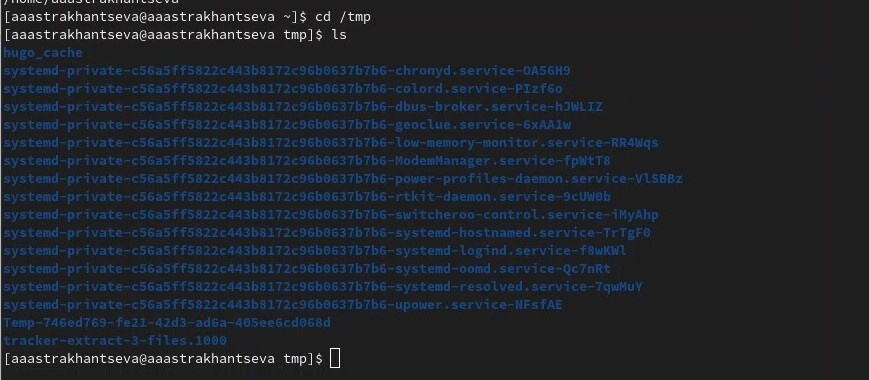 /home/aaastrakhantseva
[aaastrakhantseva@aaastrakhantseva ~]$ cd /tmp
[aaastrakhantseva@aaastrakhantseva tmp]$ ls
hugo_cache
systemd-private-c56a5ff5822c443b8172c96b0637b7b6-chronyd.service-OA56H9
systemd-private-c56a5ff5822c443b8172c96b0637b7b6-colord.service-PIzf6o
systemd-private-c56a5ff5822c443b8172c96b0637b7b6-dbus-broker.service-hJWLIZ
systemd-private-c56a5ff5822c443b8172c96b0637b7b6-geoclue.service-6xAA1w
systemd-private-c56a5ff5822c443b8172c96b0637b7b6-low-memory-monitor.service-RR4Wqs
systemd-private-c56a5ff5822c443b8172c96b0637b7b6-ModemManager.service-fpWtT8
systemd-private-c56a5ff5822c443b8172c96b0637b7b6-power-profiles-daemon.service-VlSBBz
systemd-private-c56a5ff5822c443b8172c96b0637b7b6-rtkit-daemon.service-9cUW0b
systemd-private-c56a5ff5822c443b8172c96b0637b7b6-switcheroo-control.service-iMyAhp
systemd-private-c56a5ff5822c443b8172c96b0637b7b6-systemd-hostnamed.service-TrTgF0
systemd-private-c56a5ff5822c443b8172c96b0637b7b6-systemd-logind.service-f8wKWl
systemd-private-c56a5ff5822c443b8172c96b0637b7b6-systemd-oomd.service-Qc7nRt
systemd-private-c56a5ff5822c443b8172c96b0637b7b6-systemd-resolved.service-7qwMuY
systemd-private-c56a5ff5822c443b8172c96b0637b7b6-upower.service-NFsfAE
Temp-746ed769-fe21-42d3-ad6a-405ee6cd068d
tracker-extract-3-files.1000
[aaastrakhantseva@aaastrakhantseva tmp]$